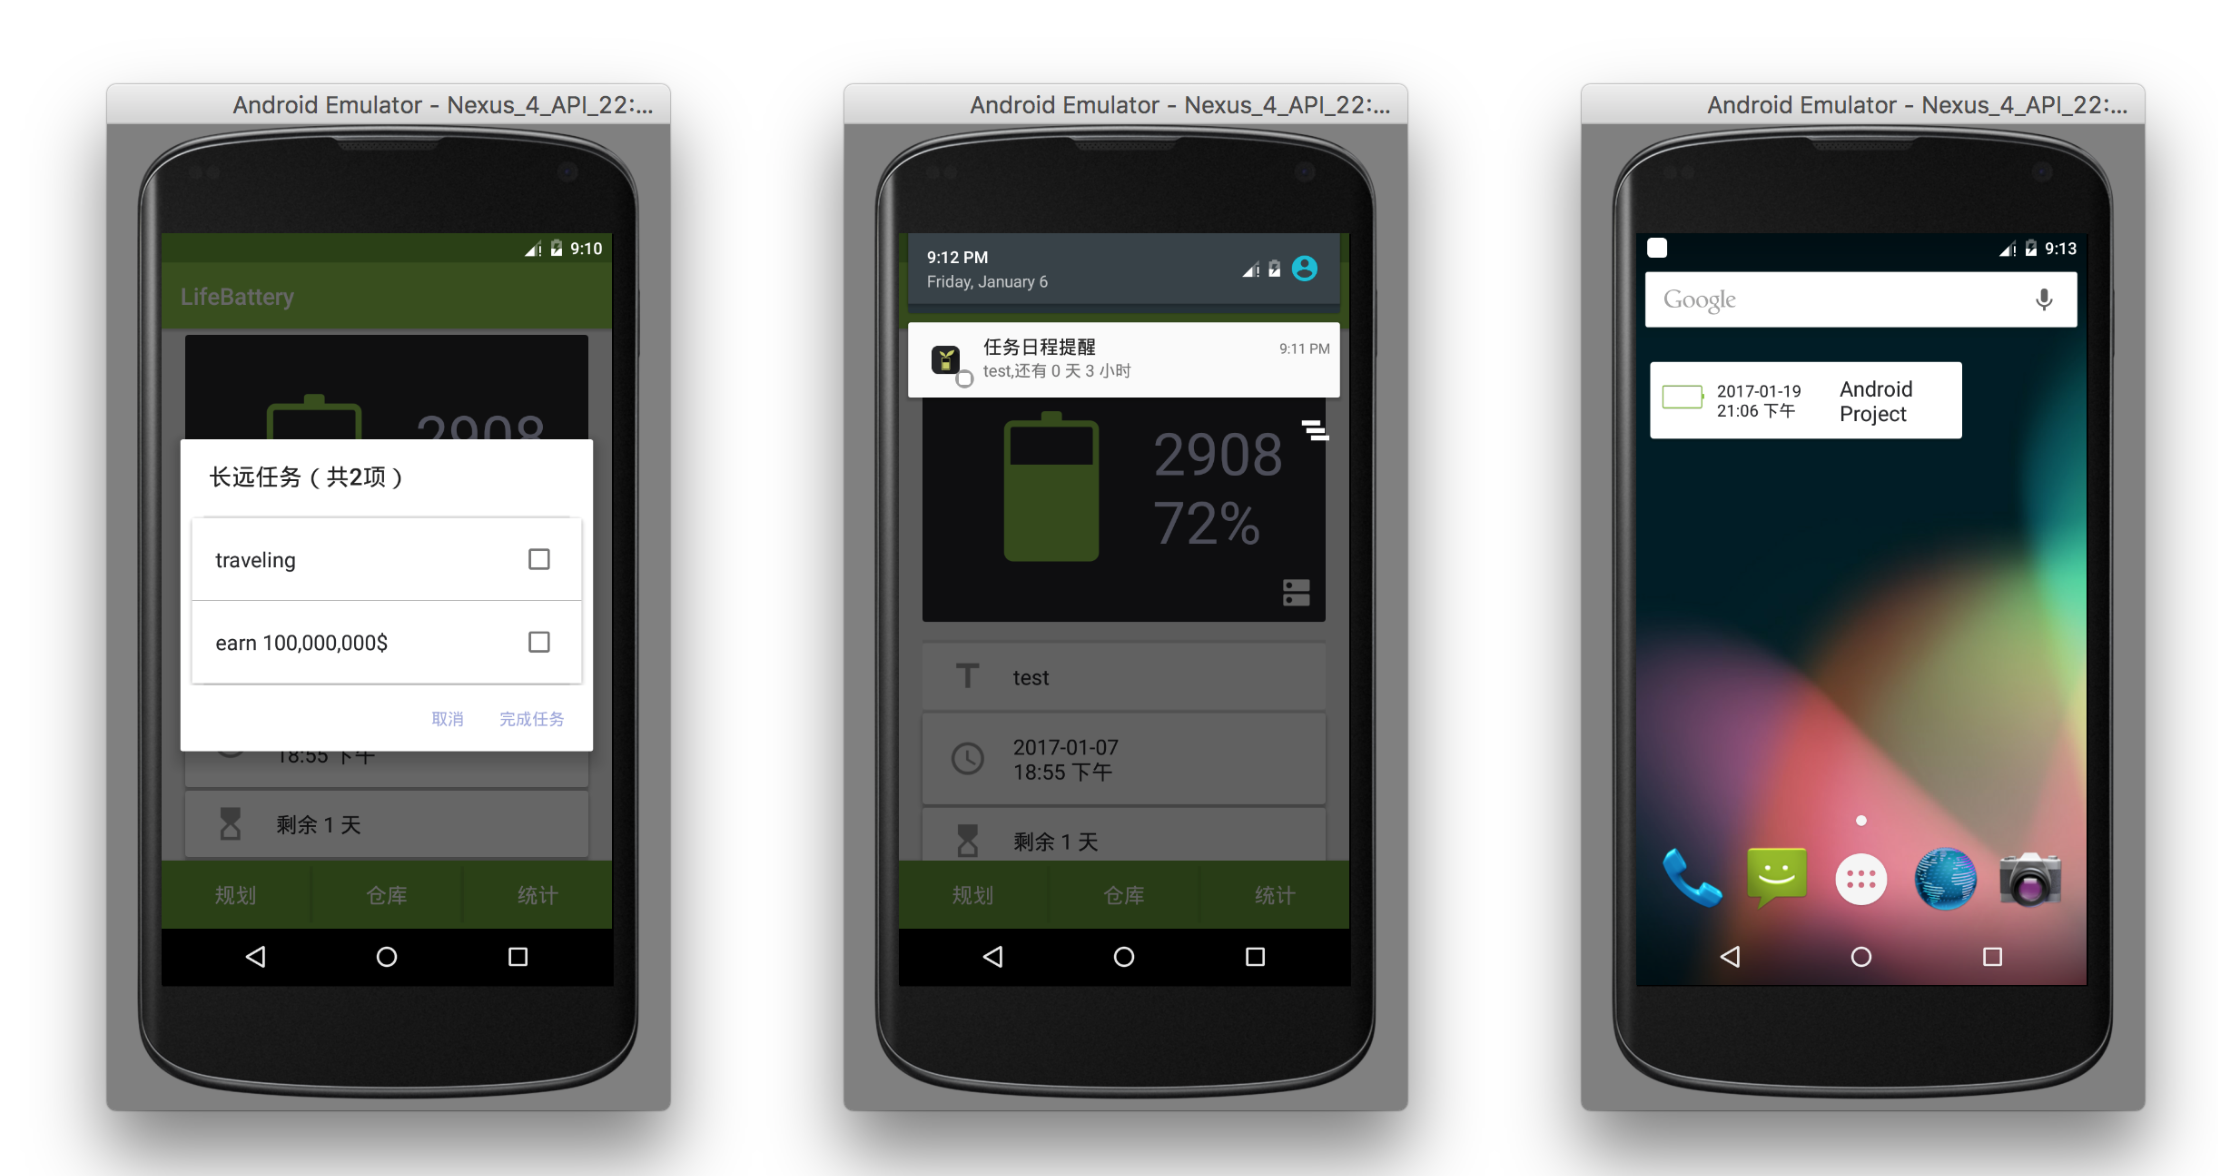 Android Emulator - Nexus_4_API_22:...
9:10
LifeBattery
2908
长远任务（共2项）
traveling
earn 100,000,000$
取消
完成任务
18:55 下午
剩余 1 天
规划
仓库
统计
Android Emulator - Nexus_4_API_22:...
9:12 PM
Friday, January 6
任务日程提醒
9:11 PM
test,还有 0 天 3 小时
2908
72%
test
2017-01-07
18:55 下午
剩余 1 天
规划
仓库
统计
Android Emulator - Nexus_4_API_22:...
9:13
Google
2017-01-19
21:06 下午
Android
Project